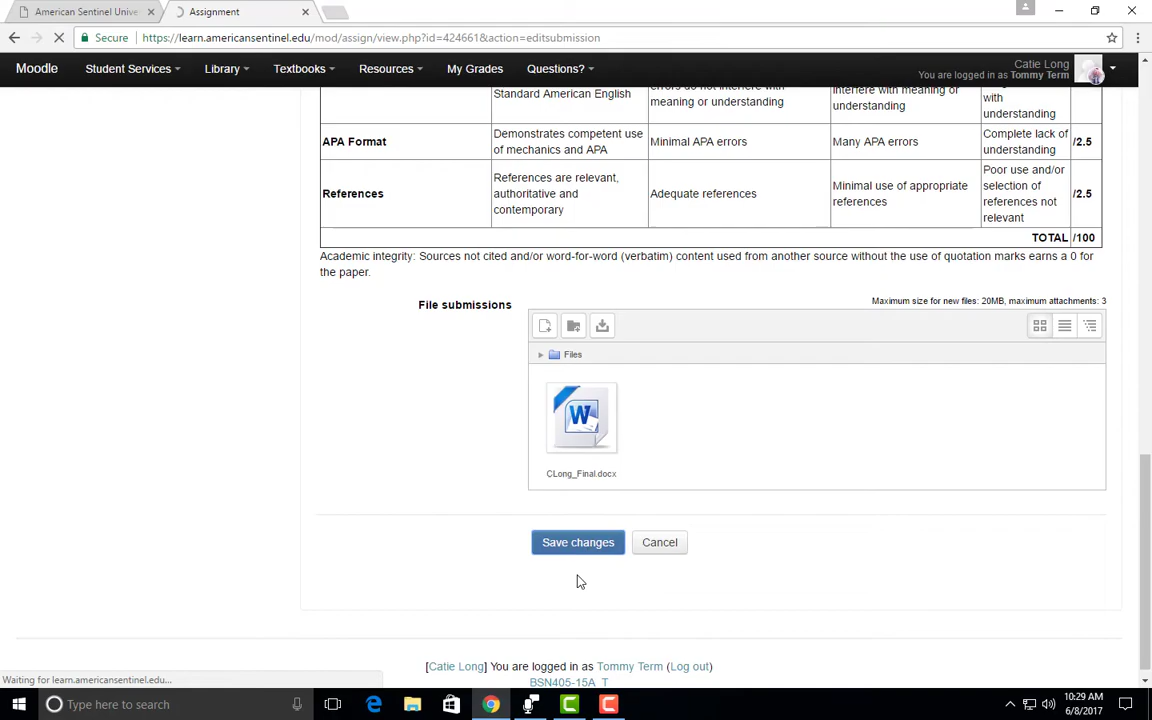 American Sentinel Unive
Assignment
Secure
https://learn.americansentinel.edu/mod/assign/view.php?id=424661&action=editsubmission
Moodle
Student Services
Library
Textbooks
Resources
My Grades
Questions?
Catie Long
You are logged in as Tommy Term
Standard American English
errors do not interfere with
meaning or understanding
interfere with meaning or
understanding
with
understanding
APA Format
Demonstrates competent use
of mechanics and APA
Minimal APA errors
Many APA errors
Complete lack of
understanding
/2.5
References
References are relevant,
authoritative and
contemporary
Adequate references
Minimal use of appropriate
references
Poor use and/or
selection of
references not
relevant
/2.5
TOTAL /100
Academic integrity: Sources not cited and/or word-for-word (verbatim) content used from another source without the use of quotation marks earns a 0 for
the paper.
File submissions
Maximum size for new files: 20MB, maximum attachments: 3
Files
W
CLong_Final.docx
Save changes
Cancel
[Catie Long] You are logged in as Tommy Term (Log out)
BSN405-15A_T
Waiting for learn.americansentinel.edu...
Type here to search
10:29 AM
6/8/2017